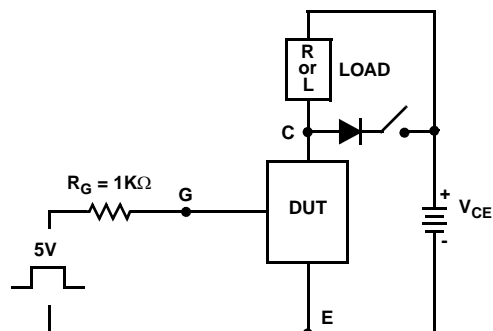 R
or
L
LOAD
C
R_G = 1KΩ
G
DUT
5V
+
-
V_CE
E